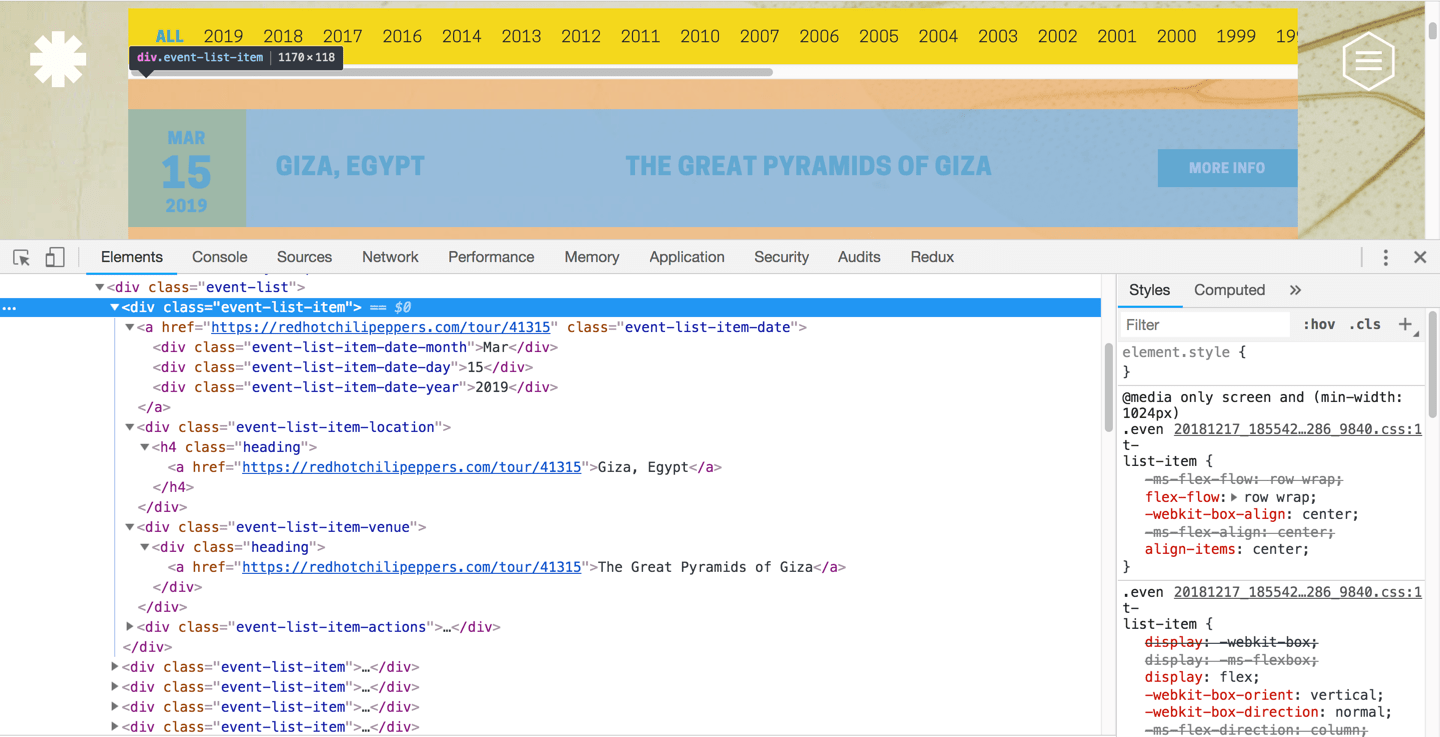 ALL 2019 2018 2017 2016 2014 2013 2012 2011 2010 2007 2006 2005 2004 2003 2002 2001 2000 1999
div.event-list-item | 1170×118
MAR
15
2019
GIZA, EGYPT THE GREAT PYRAMIDS OF GIZA MORE INFO
Elements Console Sources Network Performance Memory Application Security Audits Redux
▼<div class="event-list">
… ▼<div class="event-list-item"> == $0
▼<a href="https://redhotchilipeppers.com/tour/41315" class="event-list-item-date">
<div class="event-list-item-date-month">Mar</div>
<div class="event-list-item-date-day">15</div>
<div class="event-list-item-date-year">2019</div>
</a>
▼<div class="event-list-item-location">
▼<h4 class="heading">
<a href="https://redhotchilipeppers.com/tour/41315">Giza, Egypt</a>
</h4>
</div>
▼<div class="event-list-item-venue">
▼<div class="heading">
<a href="https://redhotchilipeppers.com/tour/41315">The Great Pyramids of Giza</a>
</div>
</div>
▶<div class="event-list-item-actions">…</div>
</div>
▶<div class="event-list-item">…</div>
▶<div class="event-list-item">…</div>
▶<div class="event-list-item">…</div>
▶<div class="event-list-item">…</div>
Styles Computed »
Filter :hov .cls +
element.style {
}
@media only screen and (min-width:
1024px)
.even 20181217_185542…286_9840.css:1
t-
list-item {
-ms-flex-flow: row wrap;
flex-flow:▶ row wrap;
-webkit-box-align: center;
-ms-flex-align: center;
align-items: center;
}
.even 20181217_185542…286_9840.css:1
t-
list-item {
display: -webkit-box;
display: -ms-flexbox;
display: flex;
-webkit-box-orient: vertical;
-webkit-box-direction: normal;
-ms-flex-direction: column;